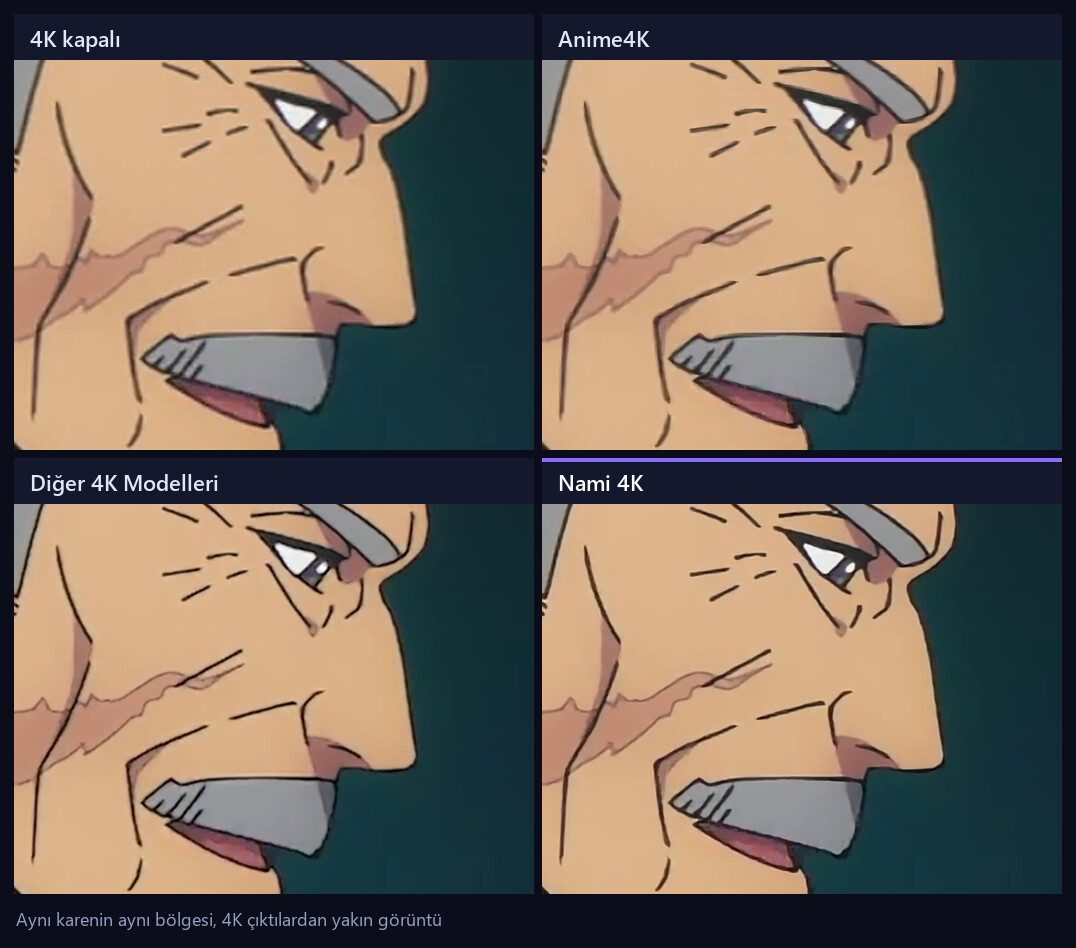 4K kapalı
Anime4K
Diğer 4K Modelleri
Nami 4K
Aynı karenin aynı bölgesi, 4K çıktılardan yakın görüntü